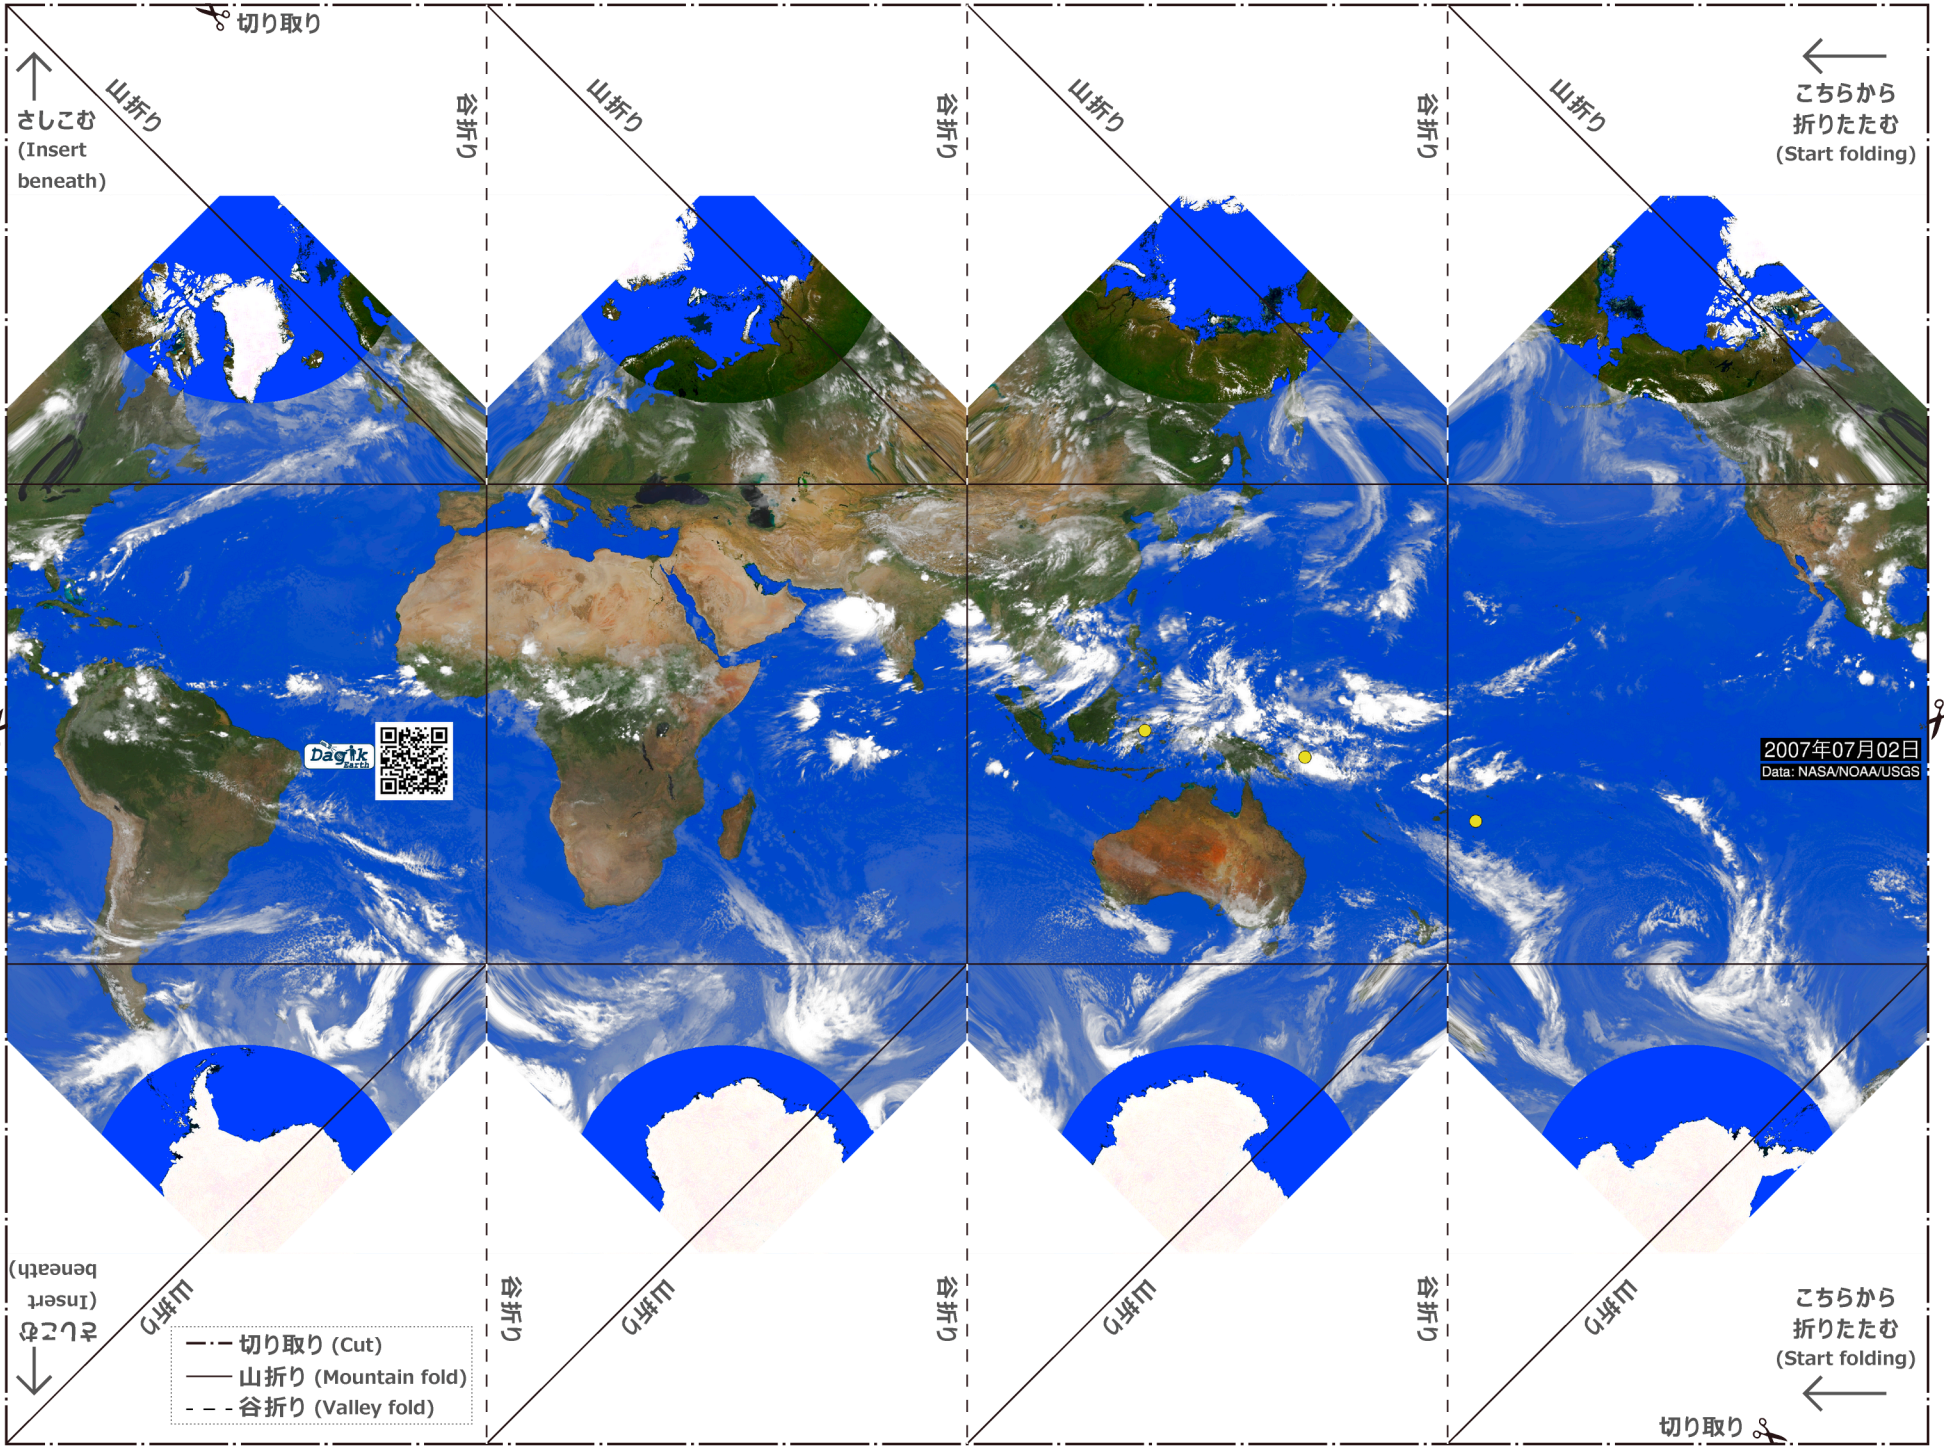 切り取り
さしこむ
(Insert
beneath)
山折り
谷折り
山折り
谷折り
山折り
谷折り
山折り
こちらから
折りたたむ
(Start folding)
Dagik
Earth
2007年07月02日
Data: NASA/NOAA/USGS
さしこむ
(Insert
beneath)
山折り
谷折り
山折り
谷折り
山折り
谷折り
山折り
こちらから
折りたたむ
(Start folding)
切り取り (Cut)
山折り (Mountain fold)
谷折り (Valley fold)
切り取り